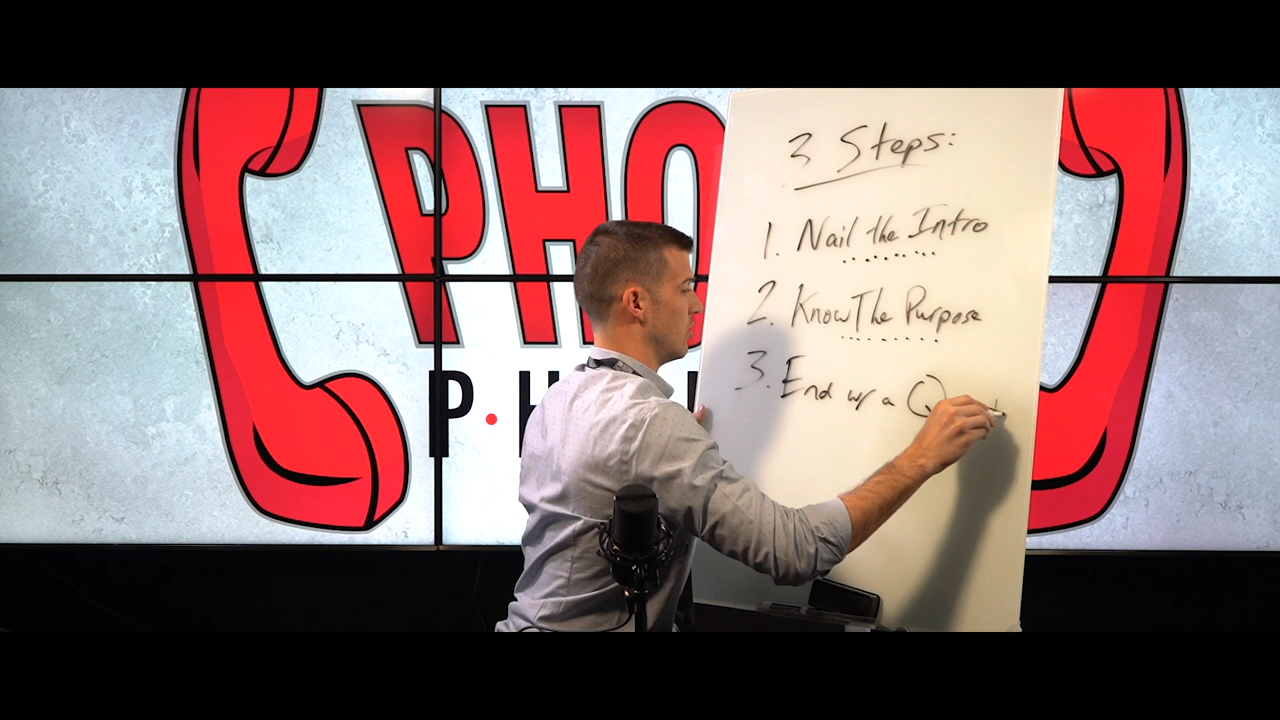 PHO
P.H
3 Steps:
1. Nail the Intro
2. Know The Purpose
3. End w/ a Q